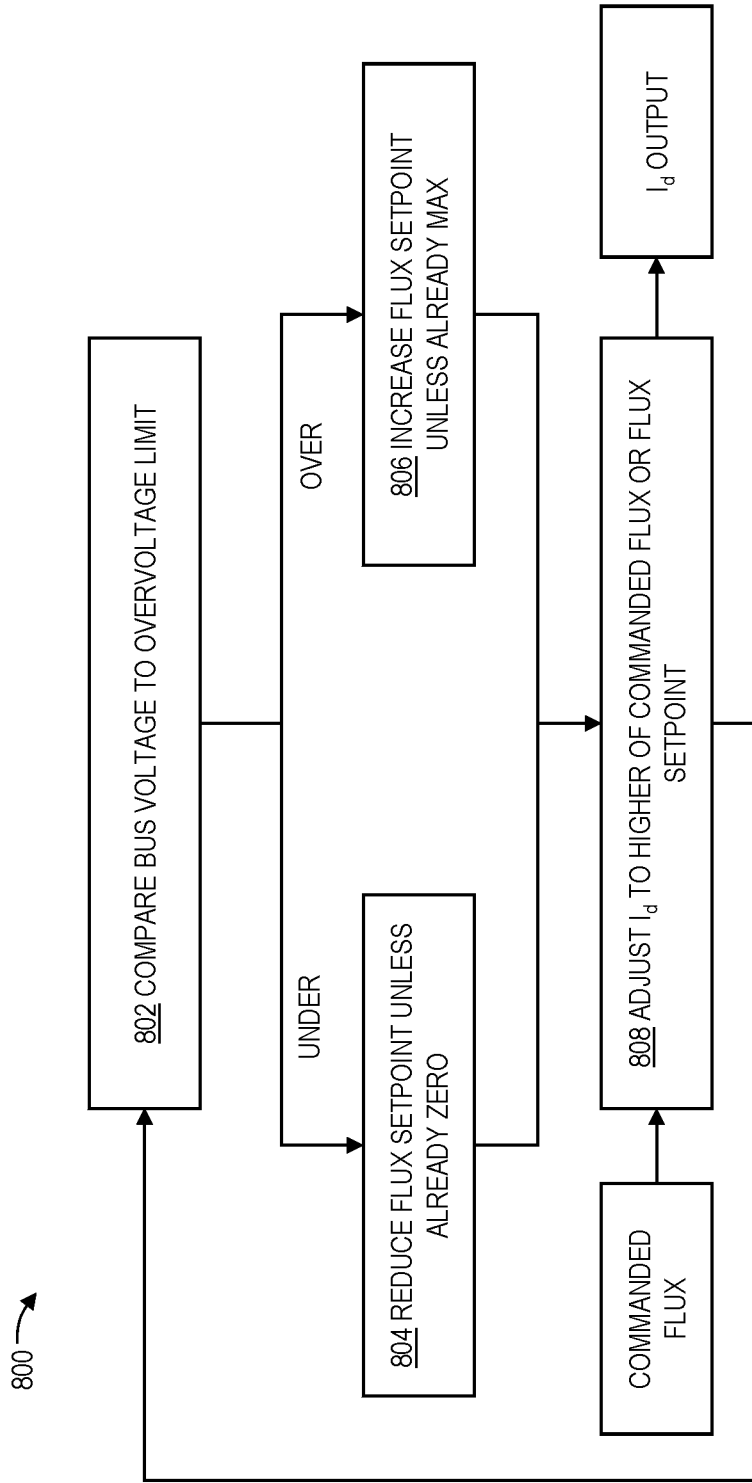 800
802 COMPARE BUS VOLTAGE TO OVERVOLTAGE LIMIT
UNDER
OVER
804 REDUCE FLUX SETPOINT UNLESS
ALREADY ZERO
806 INCREASE FLUX SETPOINT
UNLESS ALREADY MAX
COMMANDED
FLUX
808 ADJUST Id TO HIGHER OF COMMANDED FLUX OR FLUX
SETPOINT
Id OUTPUT